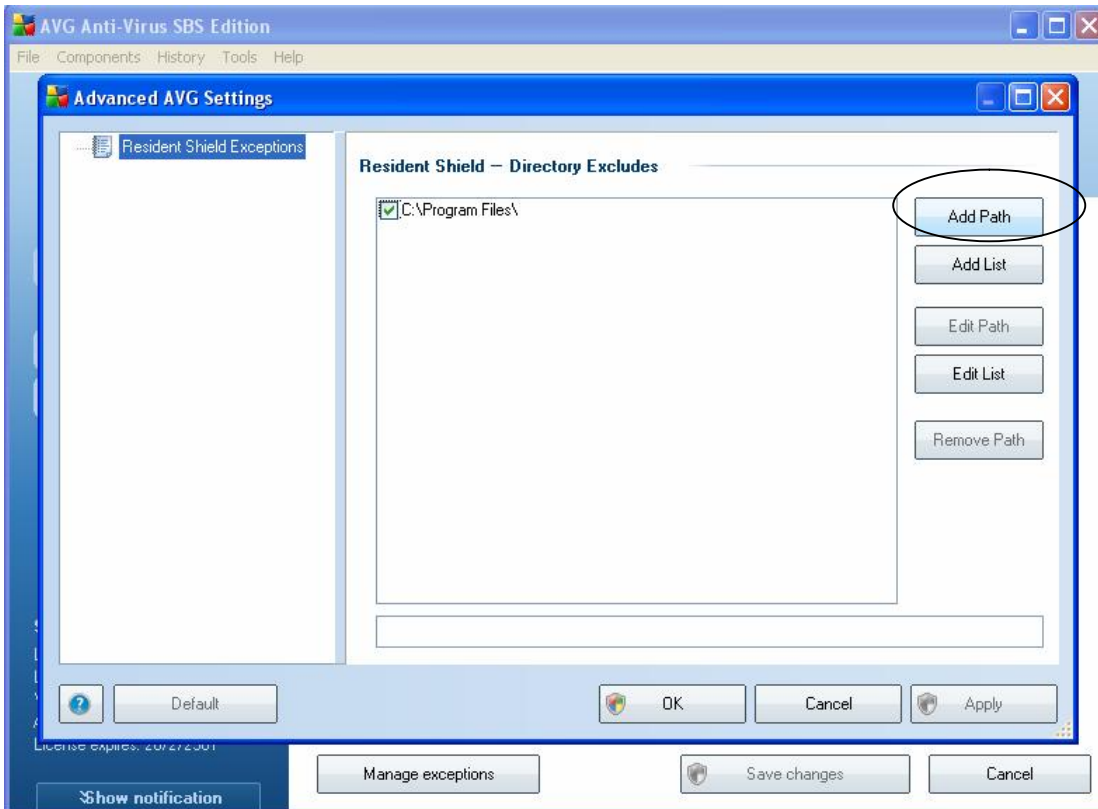 AVG Anti-Virus SBS Edition
File Components History Tools Help
Advanced AVG Settings
Resident Shield Exceptions
Resident Shield – Directory Excludes
C:\Program Files\
Add Path
Add List
Edit Path
Edit List
Remove Path
Default
OK
Cancel
Apply
License expires:
Manage exceptions
Save changes
Cancel
Show notification